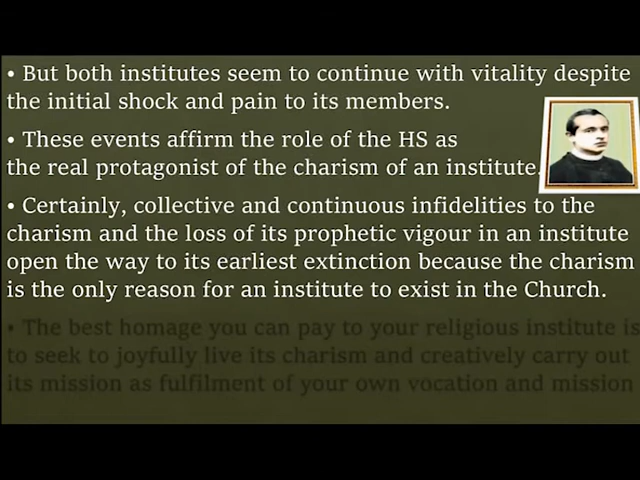 • But both institutes seem to continue with vitality despite
the initial shock and pain to its members.
• These events affirm the role of the HS as
the real protagonist of the charism of an institute.
• Certainly, collective and continuous infidelities to the
charism and the loss of its prophetic vigour in an institute
open the way to its earliest extinction because the charism
is the only reason for an institute to exist in the Church.
• The best homage you can pay to your religious institute is
to seek to joyfully live its charism and creatively carry out
its mission as fulfilment of your own vocation and mission